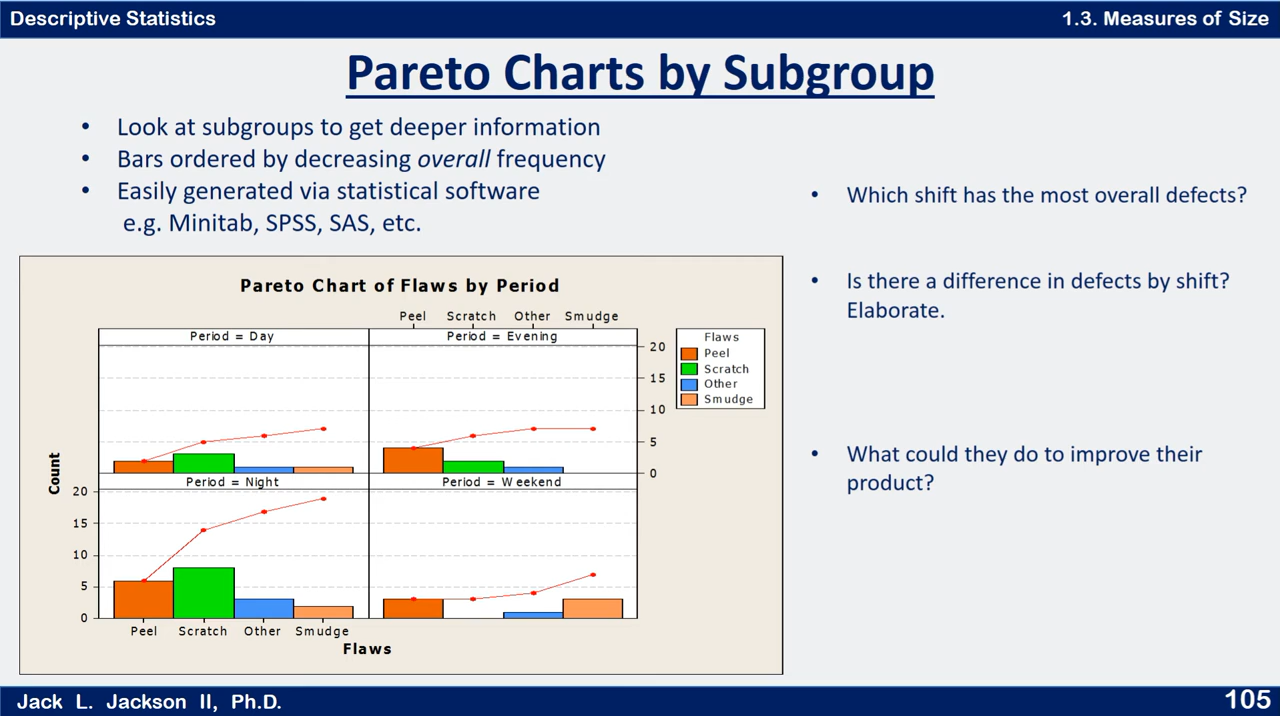 Descriptive Statistics
1.3. Measures of Size
Pareto Charts by Subgroup
• Look at subgroups to get deeper information
• Bars ordered by decreasing overall frequency
• Easily generated via statistical software
e.g. Minitab, SPSS, SAS, etc.
• Which shift has the most overall defects?
• Is there a difference in defects by shift?
Elaborate.
• What could they do to improve their
product?
Pareto Chart of Flaws by Period
Peel Scratch Other Smudge
Period = Day
Period = Evening
20
15
10
5
0
Flaws
Peel
Scratch
Other
Smudge
Count
Period = Night
Period = Weekend
20
15
10
5
0
Peel Scratch Other Smudge
Flaws
Jack L. Jackson II, Ph.D.
105